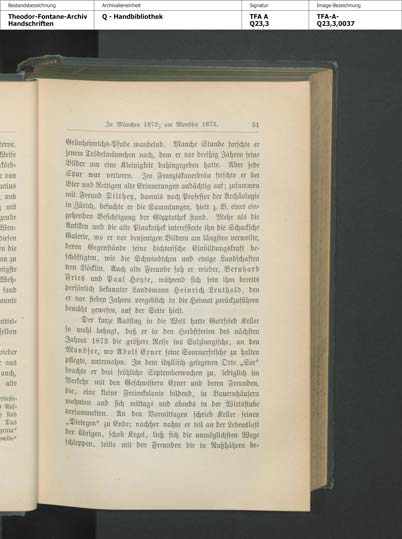 Bestandsbezeichnung
Archivalieneinheit
Signatur
Image-Bezeichnung
Theodor-Fontane-Archiv
Handschriften
Q - Handbibliothek
TFA A
Q23,3
TFA-A-
Q23,3,0037
In München 1872; am Mondsee 1873. 31
Grünheinrichs-Pfade wandelnd. Manche Stunde forschte er
jenem Trödelmännchen nach, dem er vor dreißig Jahren seine
Bilder um eine Kleinigkeit dahingegeben hatte. Aber jede
Spur war verloren. Im Franziskanerbräu frischte er bei
Bier und Rettigen alte Erinnerungen andächtig auf; zusammen
mit Freund Dilthey, damals noch Professor der Archäologie
in Zürich, besuchte er die Sammlungen, hielt z. B. einer ein-
gehenden Besichtigung der Glyptothek stand. Mehr als die
Antiken und die alte Pinakothek interessierte ihn die Schacksche
Galerie, wo er vor denjenigen Bildern am längsten verweilte,
deren Gegenstände seine dichterische Einbildungskraft be-
schäftigten, wie die Schwindschen und einige Landschaften
von Böcklin. Auch alte Freunde sah er wieder, Bernhard
Fries und Paul Heyse, während sich sein ihm bereits
persönlich bekannter Landsmann Heinrich Leuthold, den
er vor sieben Jahren vergeblich in die Heimat zurückzuführen
bemüht gewesen, auf der Seite hielt.
Der kurze Ausflug in die Welt hatte Gottfried Keller
so wohl behagt, daß er in den Herbstferien des nächsten
Jahres 1873 die größere Reise ins Salzburgische, an den
Mondsee, wo Adolf Exner seine Sommerfrische zu halten
pflegte, unternahm. In dem idyllisch gelegenen Orte „See"
brachte er drei fröhliche Septemberwochen zu, lediglich im
Verkehr mit den Geschwistern Exner und deren Freunden,
die, eine kleine Ferienkolonie bildend, in Bauernhäusern
wohnten und sich mittags und abends in der Wirtsstube
versammelten. An den Vormittagen schrieb Keller seinen
„Dietegen" zu Ende; nachher nahm er teil an der Lebenslust
der übrigen, schob Kegel, ließ sich die unmöglichsten Wege
schleppen, teilte mit den Freunden die in Nußhähern be-